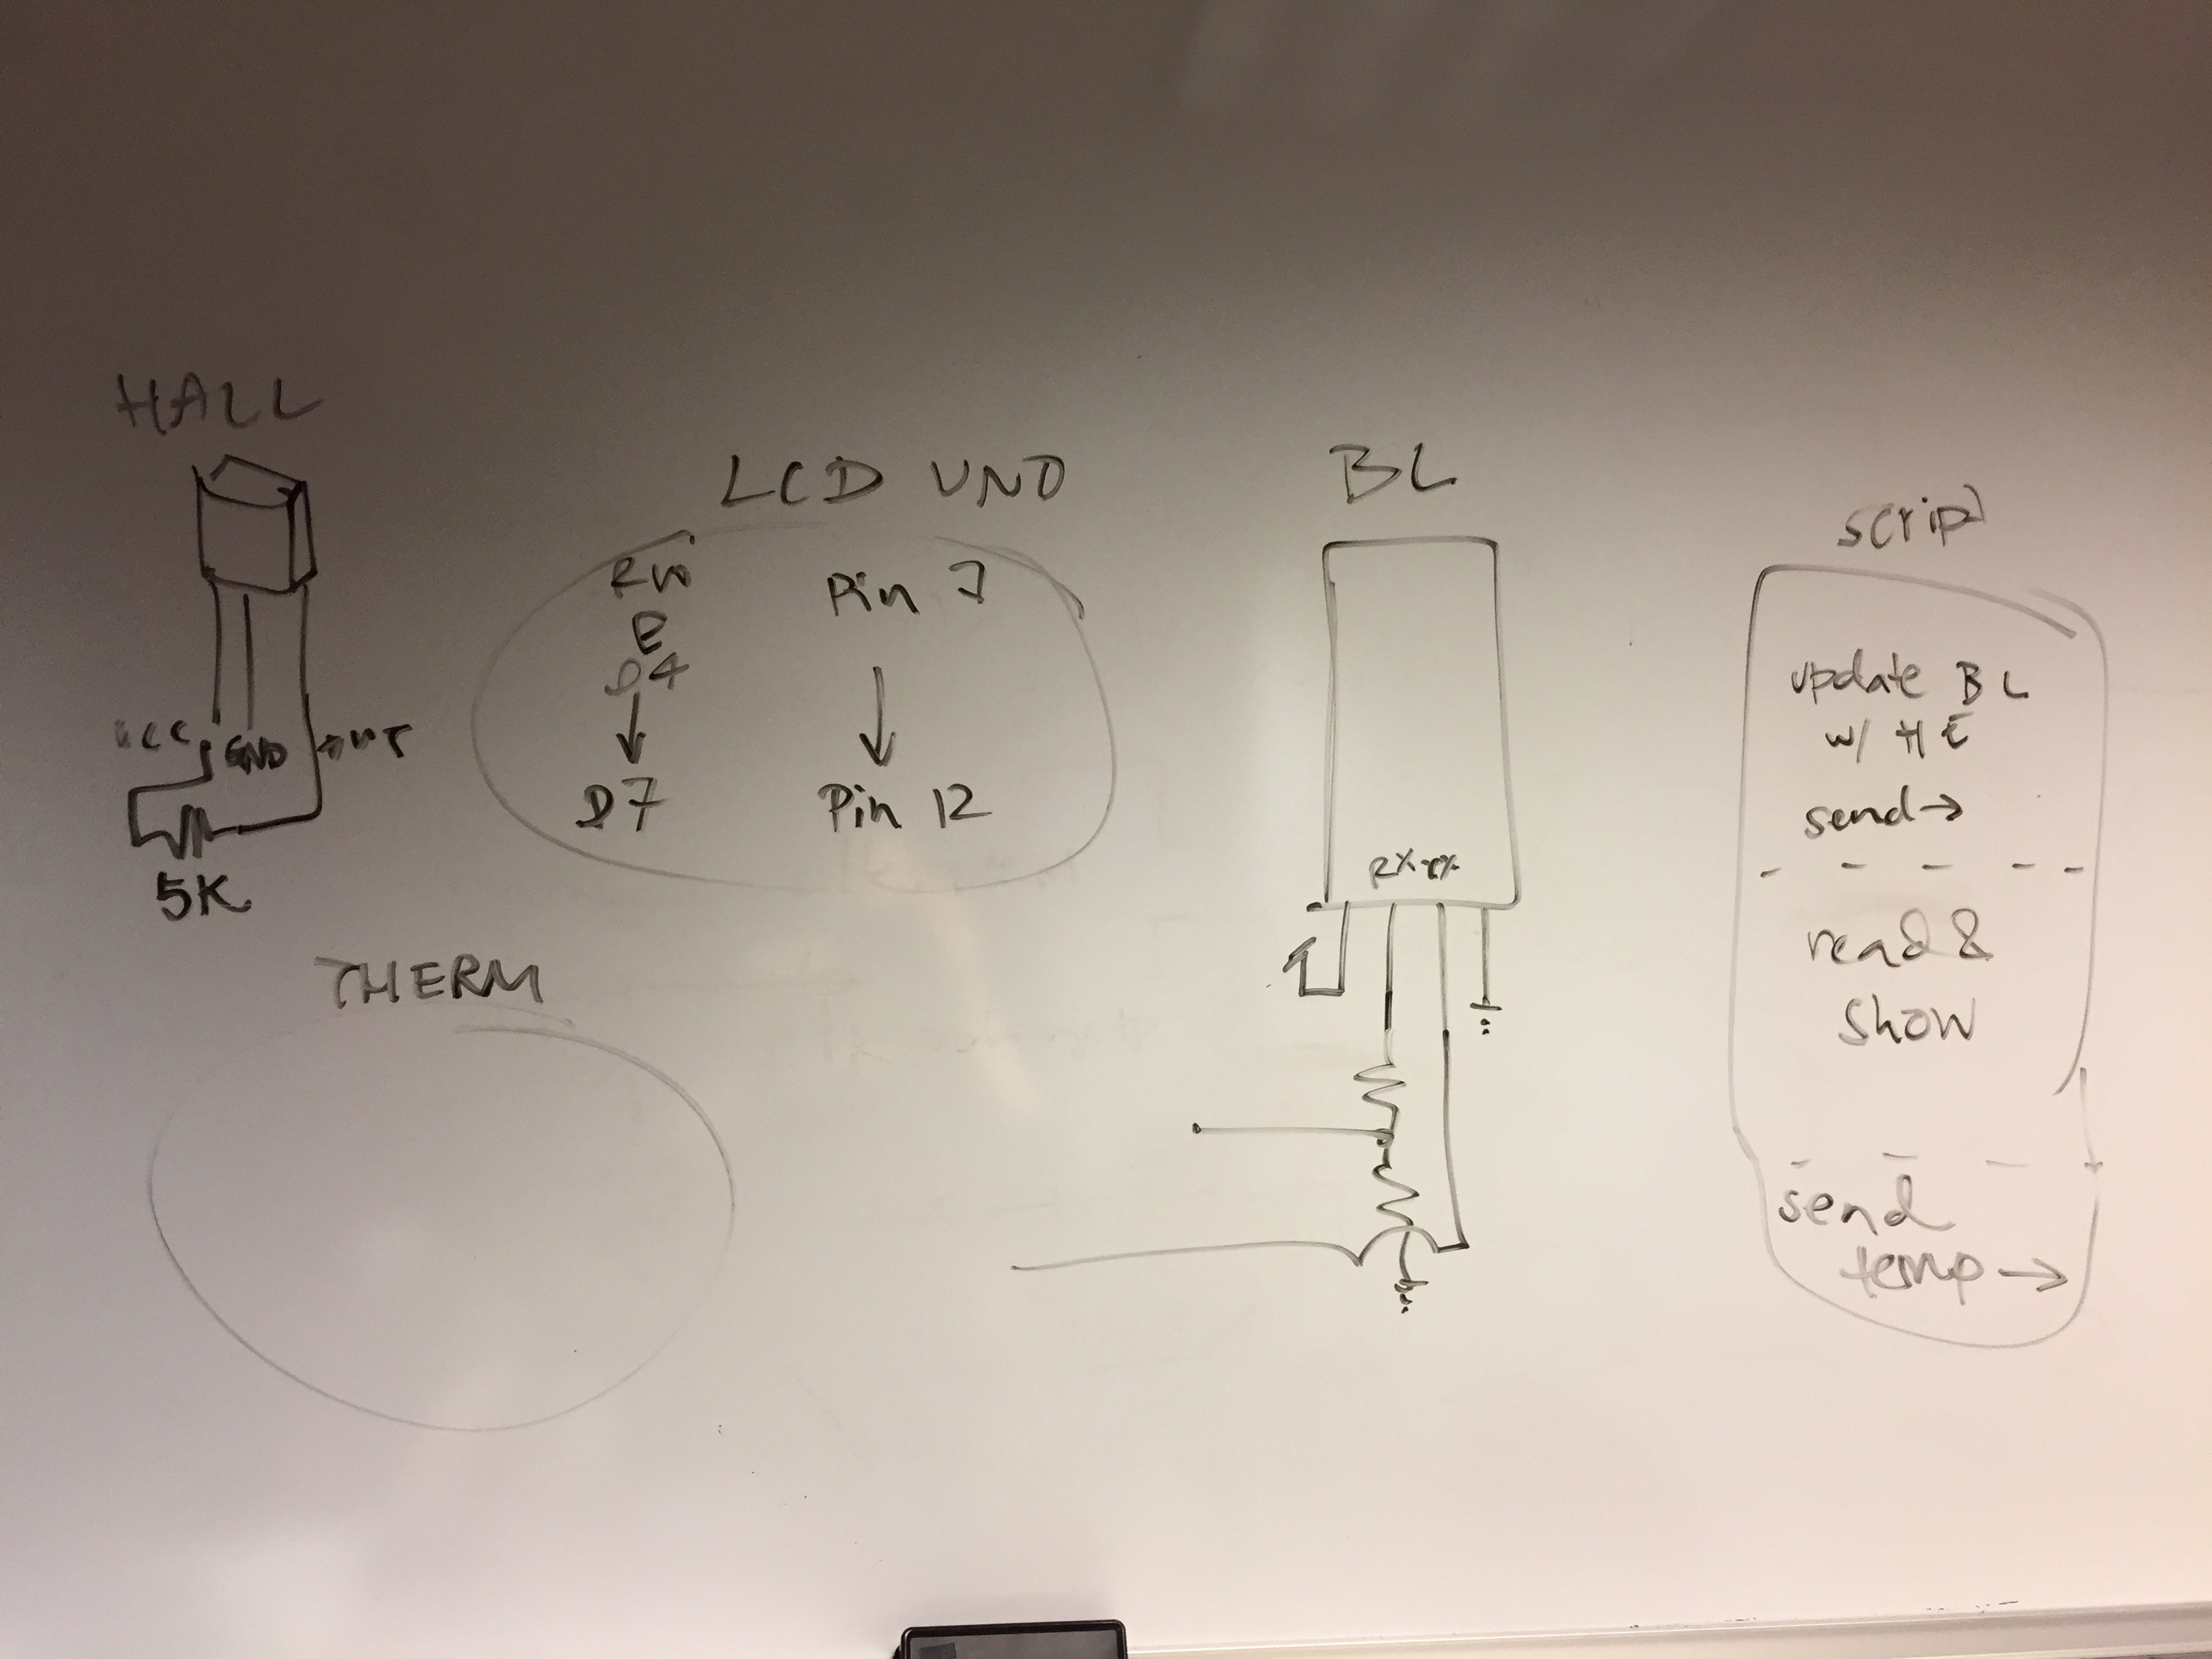 HALL
VCC GND OUT
5K
THERM
LCD UNO
RW Pin 7
E
D4
D7 Pin 12
BL
RX TX
script
update BL
w/ HE
send →
read &
show
send
temp →